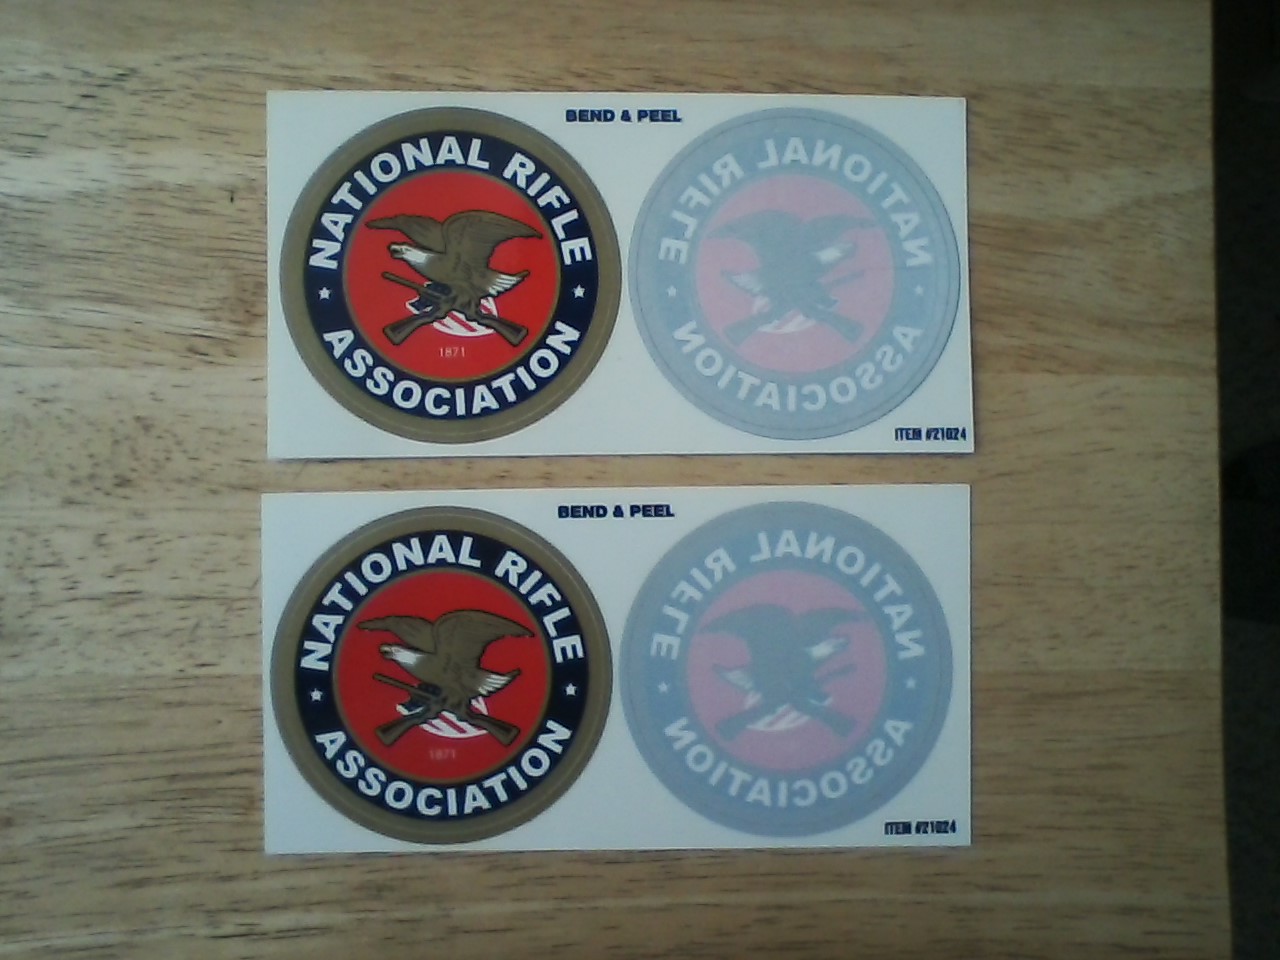 BEND & PEEL
NATIONAL RIFLE
ASSOCIATION
1871
NATIONAL RIFLE
ASSOCIATION
ITEM #21024
BEND & PEEL
NATIONAL RIFLE
ASSOCIATION
1871
NATIONAL RIFLE
ASSOCIATION
ITEM #21024